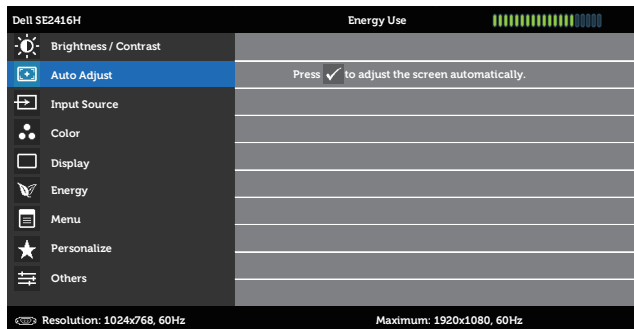 Dell SE2416H Energy Use
Brightness / Contrast
Auto Adjust Press to adjust the screen automatically.
Input Source
Color
Display
Energy
Menu
Personalize
Others
Resolution: 1024x768, 60Hz Maximum: 1920x1080, 60Hz